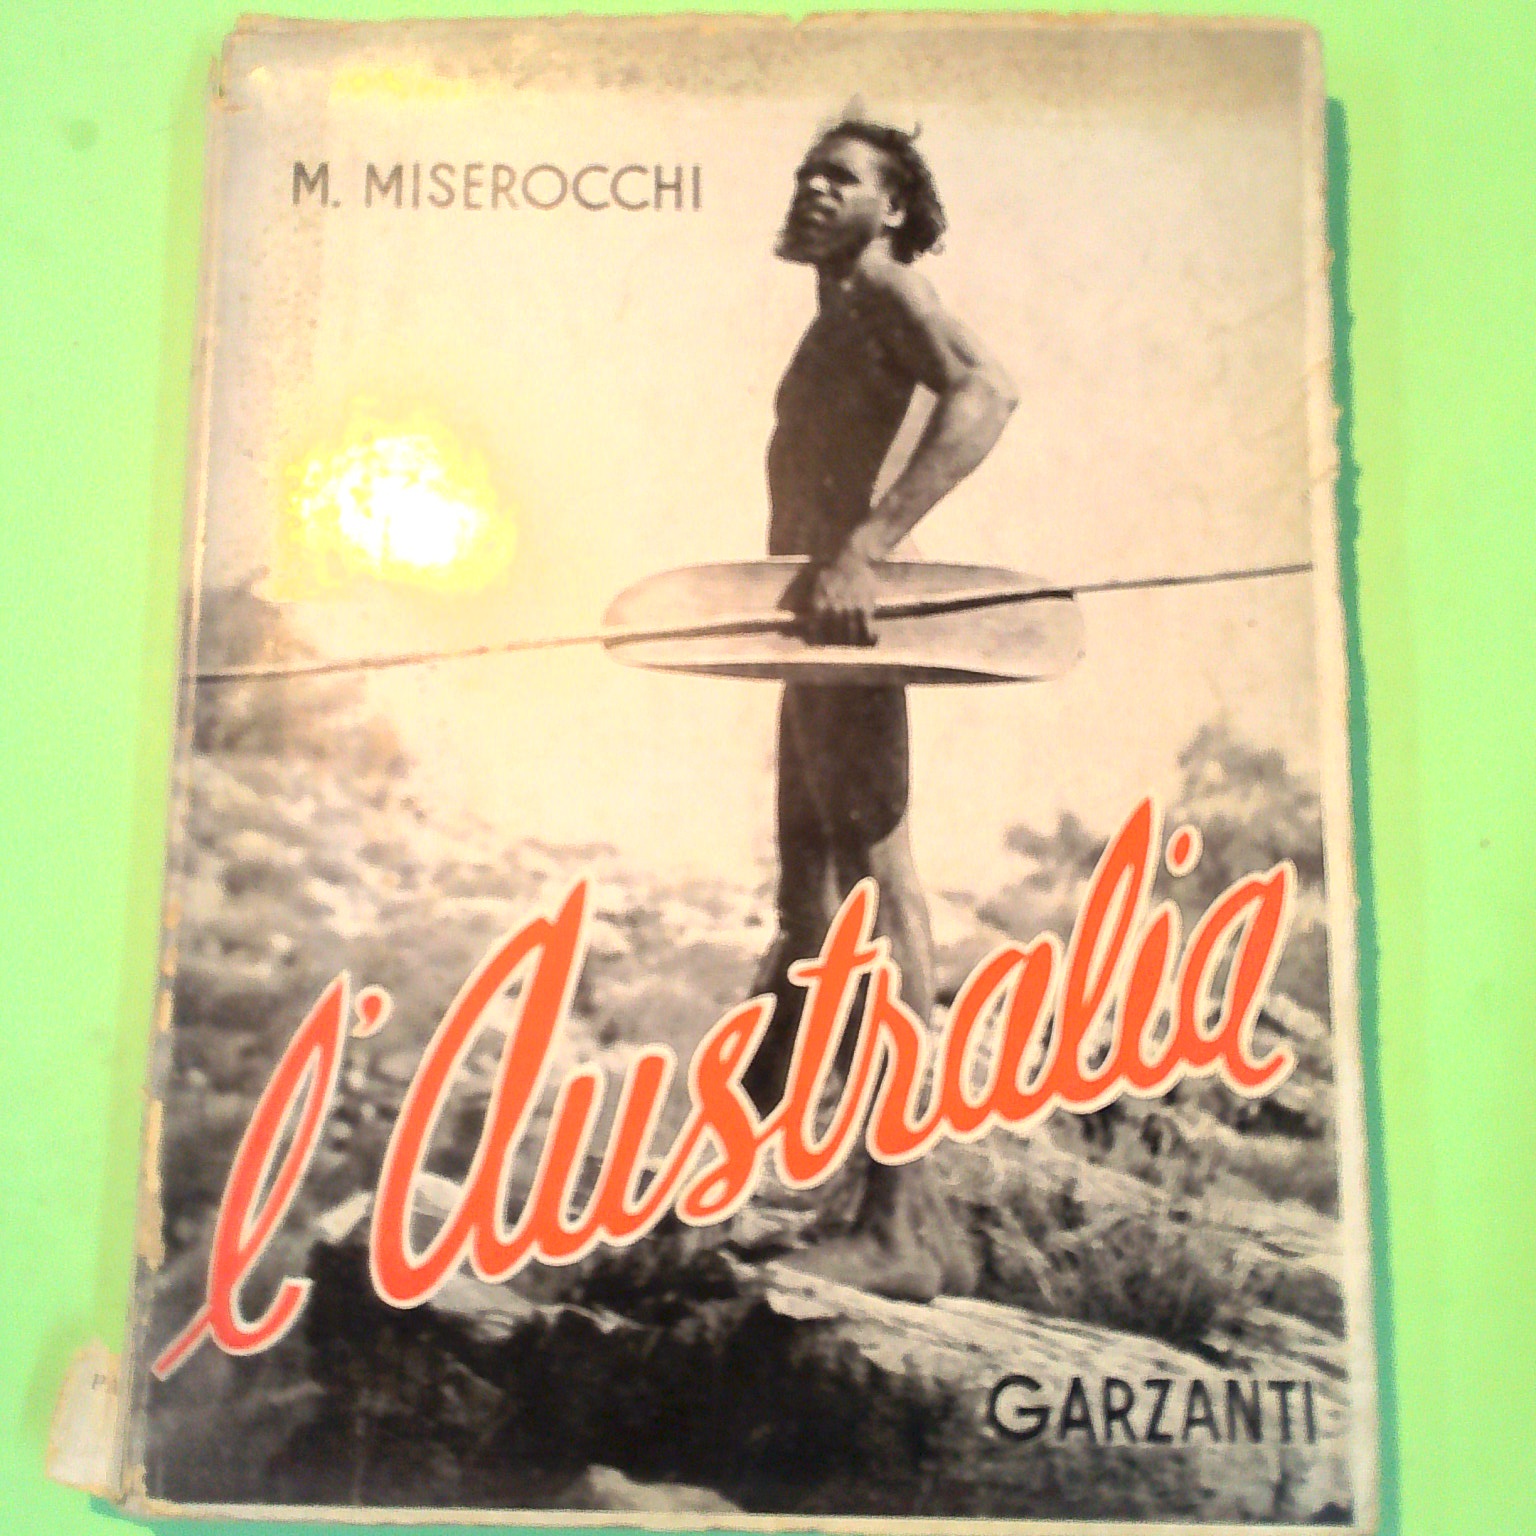 M. MISEROCCHI
l'Australia
GARZANTI